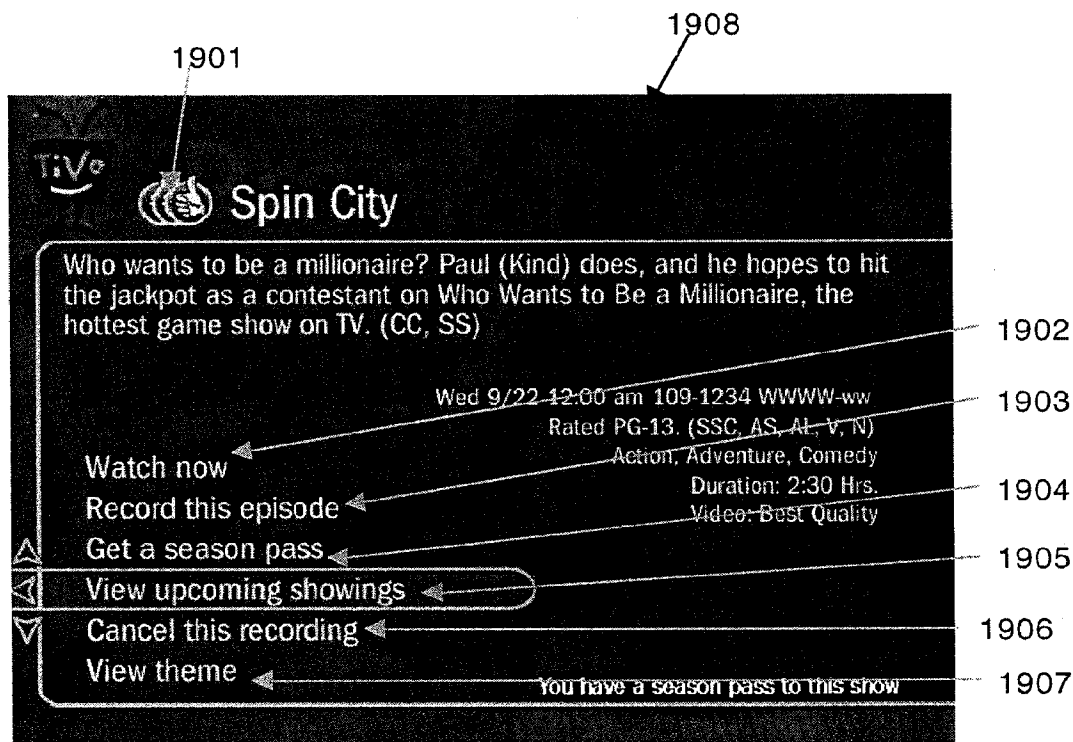 1908
1901
TiVo
Spin City
Who wants to be a millionaire? Paul (Kind) does, and he hopes to hit
the jackpot as a contestant on Who Wants to Be a Millionaire, the
hottest game show on TV. (CC, SS)
1902
Wed 9/22 12:00 am 109-1234 WWWW-ww
1903
Rated PG-13. (SSC, AS, AL, V, N)
Action, Adventure, Comedy
Watch now
Duration: 2:30 Hrs.
1904
Record this episode
Video: Best Quality
Get a season pass
1905
View upcoming showings
Cancel this recording
1906
View theme
You have a season pass to this show
1907